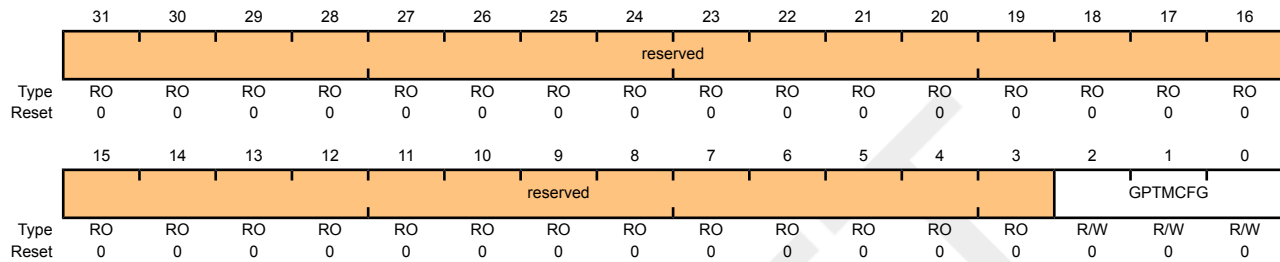 31 30 29 28 27 26 25 24 23 22 21 20 19 18 17 16
reserved
Type RO RO RO RO RO RO RO RO RO RO RO RO RO RO RO RO
Reset 0 0 0 0 0 0 0 0 0 0 0 0 0 0 0 0
15 14 13 12 11 10 9 8 7 6 5 4 3 2 1 0
reserved GPTMCFG
Type RO RO RO RO RO RO RO RO RO RO RO RO RO R/W R/W R/W
Reset 0 0 0 0 0 0 0 0 0 0 0 0 0 0 0 0